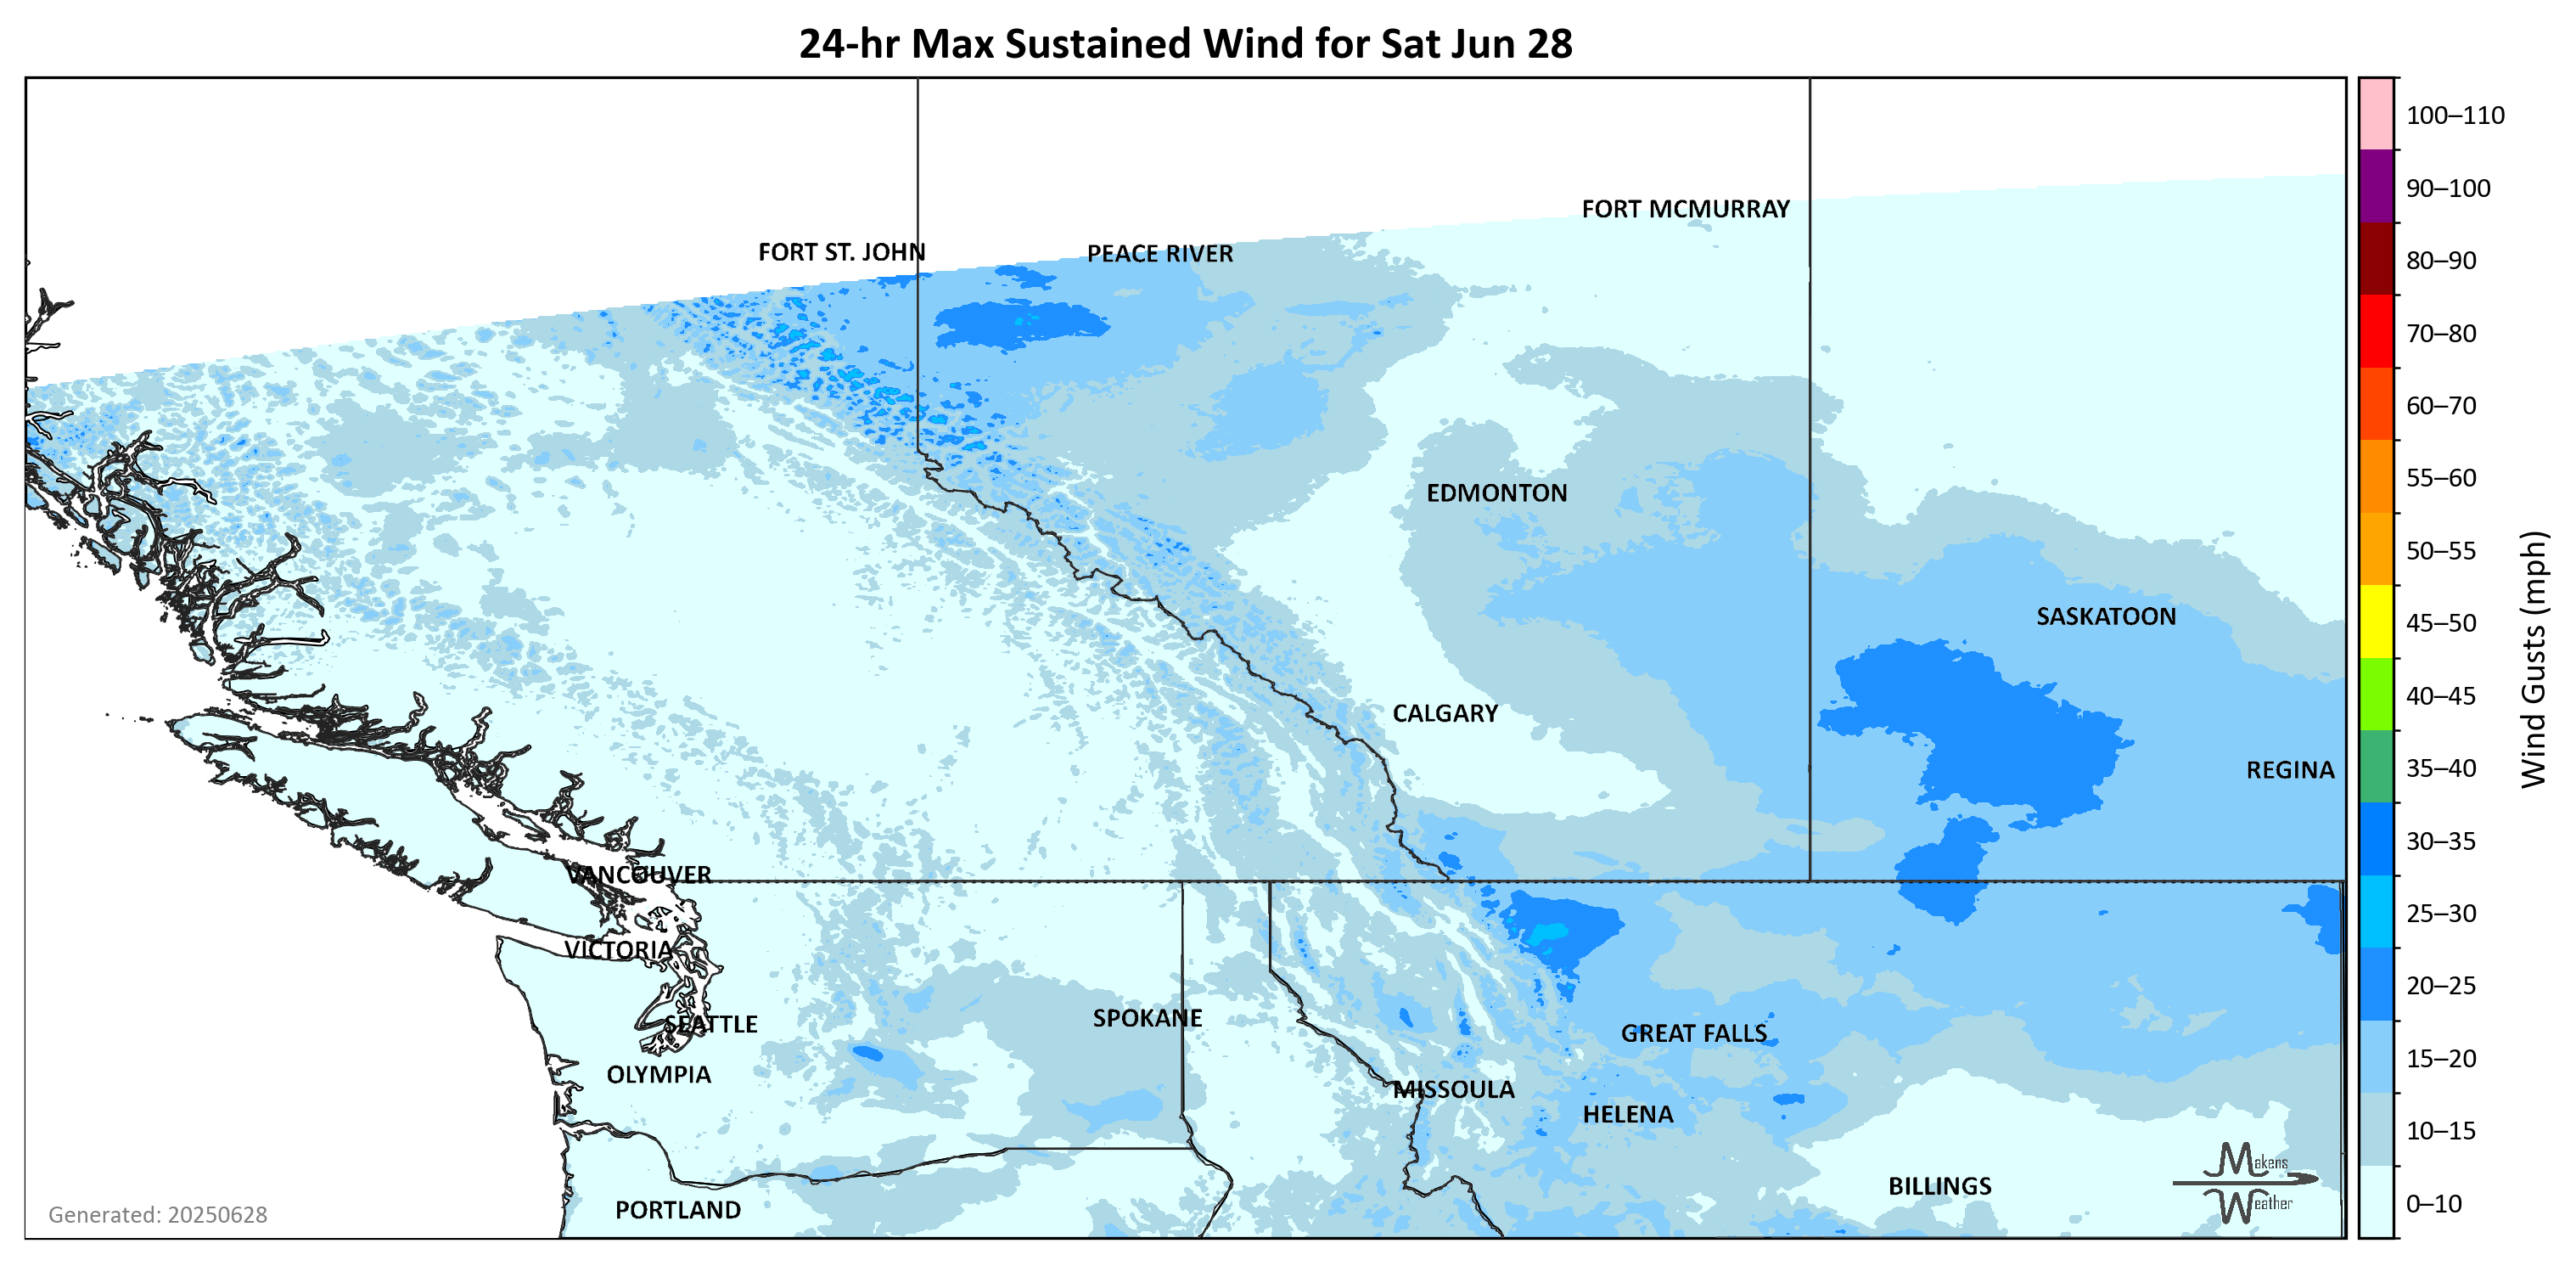 24-hr Max Sustained Wind for Sat Jun 28
100–110
90–100
80–90
70–80
60–70
55–60
50–55
45–50
40–45
35–40
30–35
25–30
20–25
15–20
10–15
0–10
Wind Gusts (mph)
FORT MCMURRAY
FORT ST. JOHN
PEACE RIVER
EDMONTON
SASKATOON
CALGARY
REGINA
VANCOUVER
VICTORIA
SEATTLE
SPOKANE
GREAT FALLS
OLYMPIA
MISSOULA
HELENA
BILLINGS
PORTLAND
Makens
Weather
Generated: 20250628